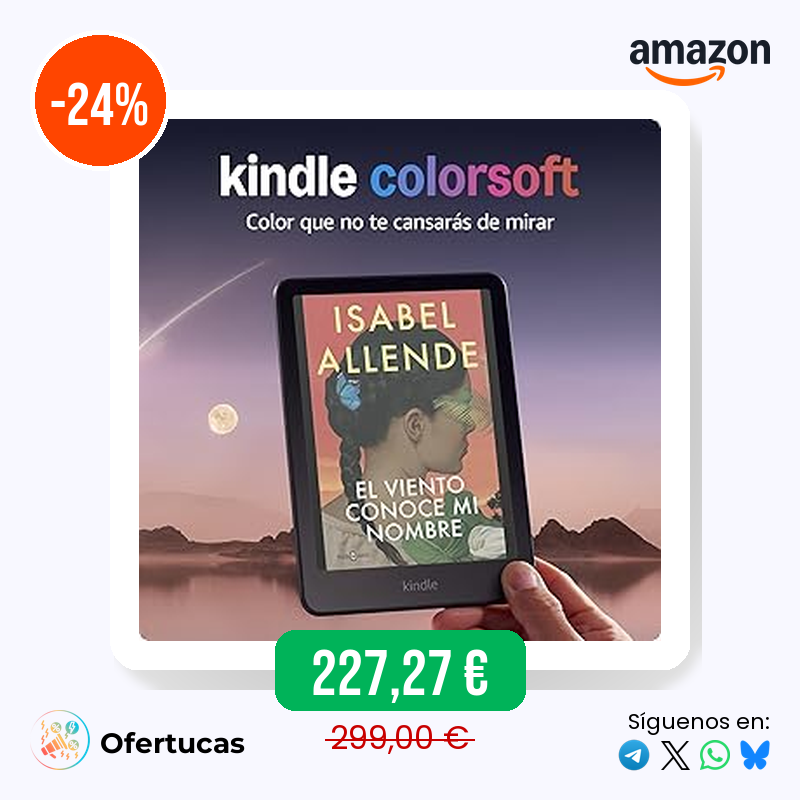 -24%
amazon
kindle colorsoft
Color que no te cansarás de mirar
ISABEL
ALLENDE
EL VIENTO
CONOCE MI
NOMBRE
kindle
227,27 €
299,00 €
Ofertucas
Síguenos en: